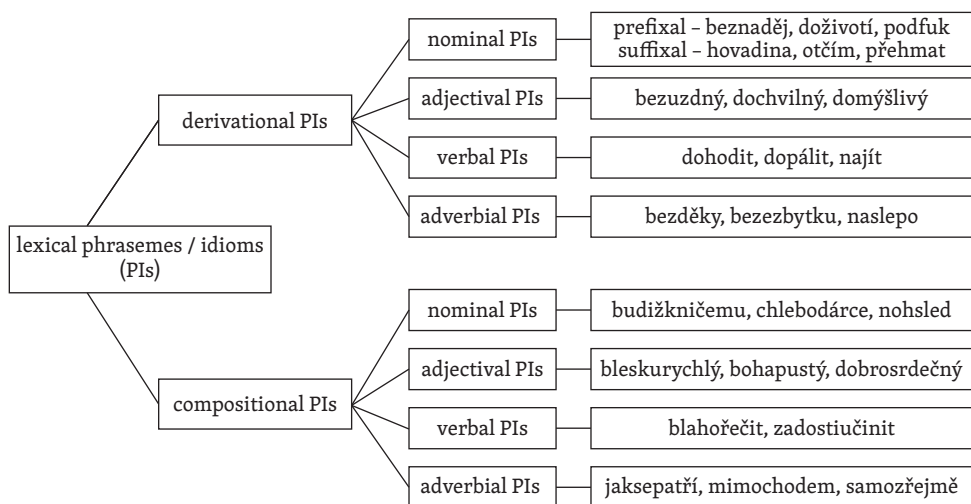 nominal PIs
prefixal – beznaděj, doživotí, podfuk
suffixal – hovadina, otčím, přehmat
adjectival PIs
bezuzdný, dochvilný, domýšlivý
derivational PIs
verbal PIs
dohodit, dopálit, najít
adverbial PIs
bezděky, bezezbytku, naslepo
lexical phrasemes / idioms
(PIs)
nominal PIs
budižkničemu, chlebodárce, nohsled
adjectival PIs
bleskurychlý, bohapustý, dobrosrdečný
compositional PIs
verbal PIs
blahořečit, zadostiučinit
adverbial PIs
jaksepatří, mimochodem, samozřejmě